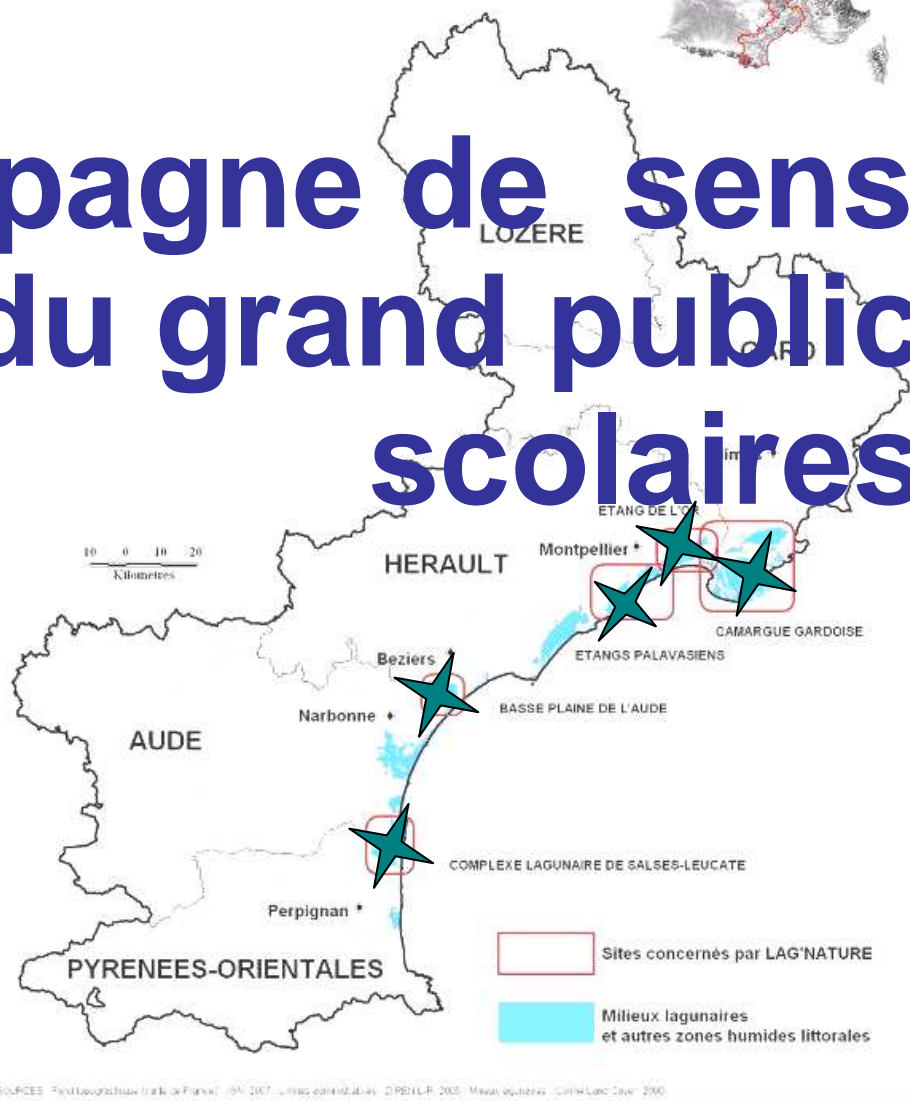 pagne de sens
LOZERE
du grand public
GARD
scolaires
ETANG DE L'OR
10 0 10 20
Kilometres
HERAULT
Montpellier
CAMARGUE GARDOISE
ETANGS PALAVASIENS
Beziers
BASSE PLAINE DE L'AUDE
Narbonne
AUDE
COMPLEXE LAGUNAIRE DE SALSES-LEUCATE
Perpignan
PYRENEES-ORIENTALES
Sites concernés par LAG'NATURE
Milieux lagunaires
et autres zones humides littorales